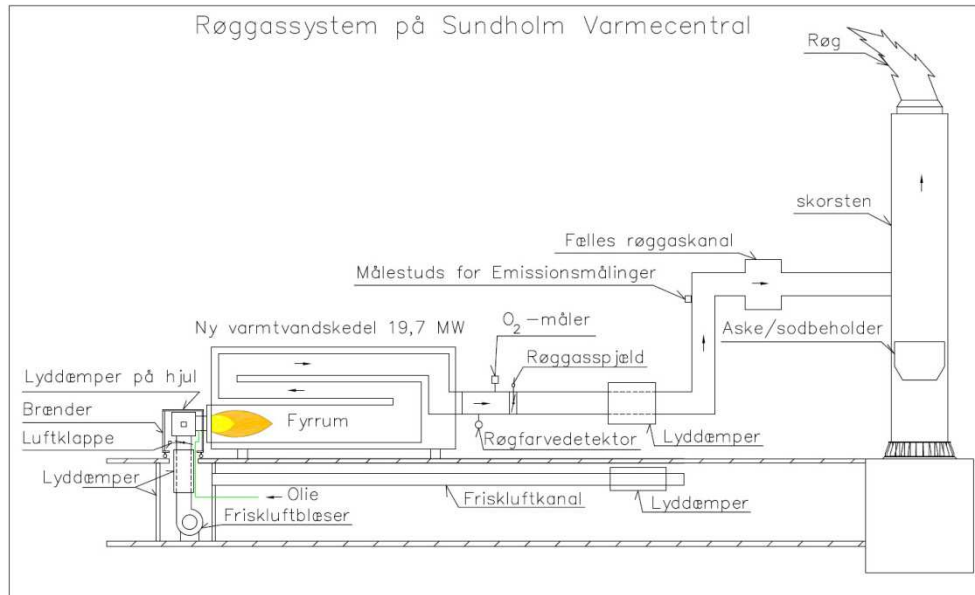 Røggassystem på Sundholm Varmecentral
Røg
skorsten
Fælles røggaskanal
Målestuds for Emissionsmålinger
Aske/sodbeholder
O₂-måler
Ny varmtvandskedel 19,7 MW
Røggasspjæld
Lyddæmper på hjul
Brænder
Fyrrum
Luftklappe
Røgfarvedetektor
Lyddæmper
Lyddæmper
Olie
Friskluftkanal
Lyddæmper
Friskluftblæser